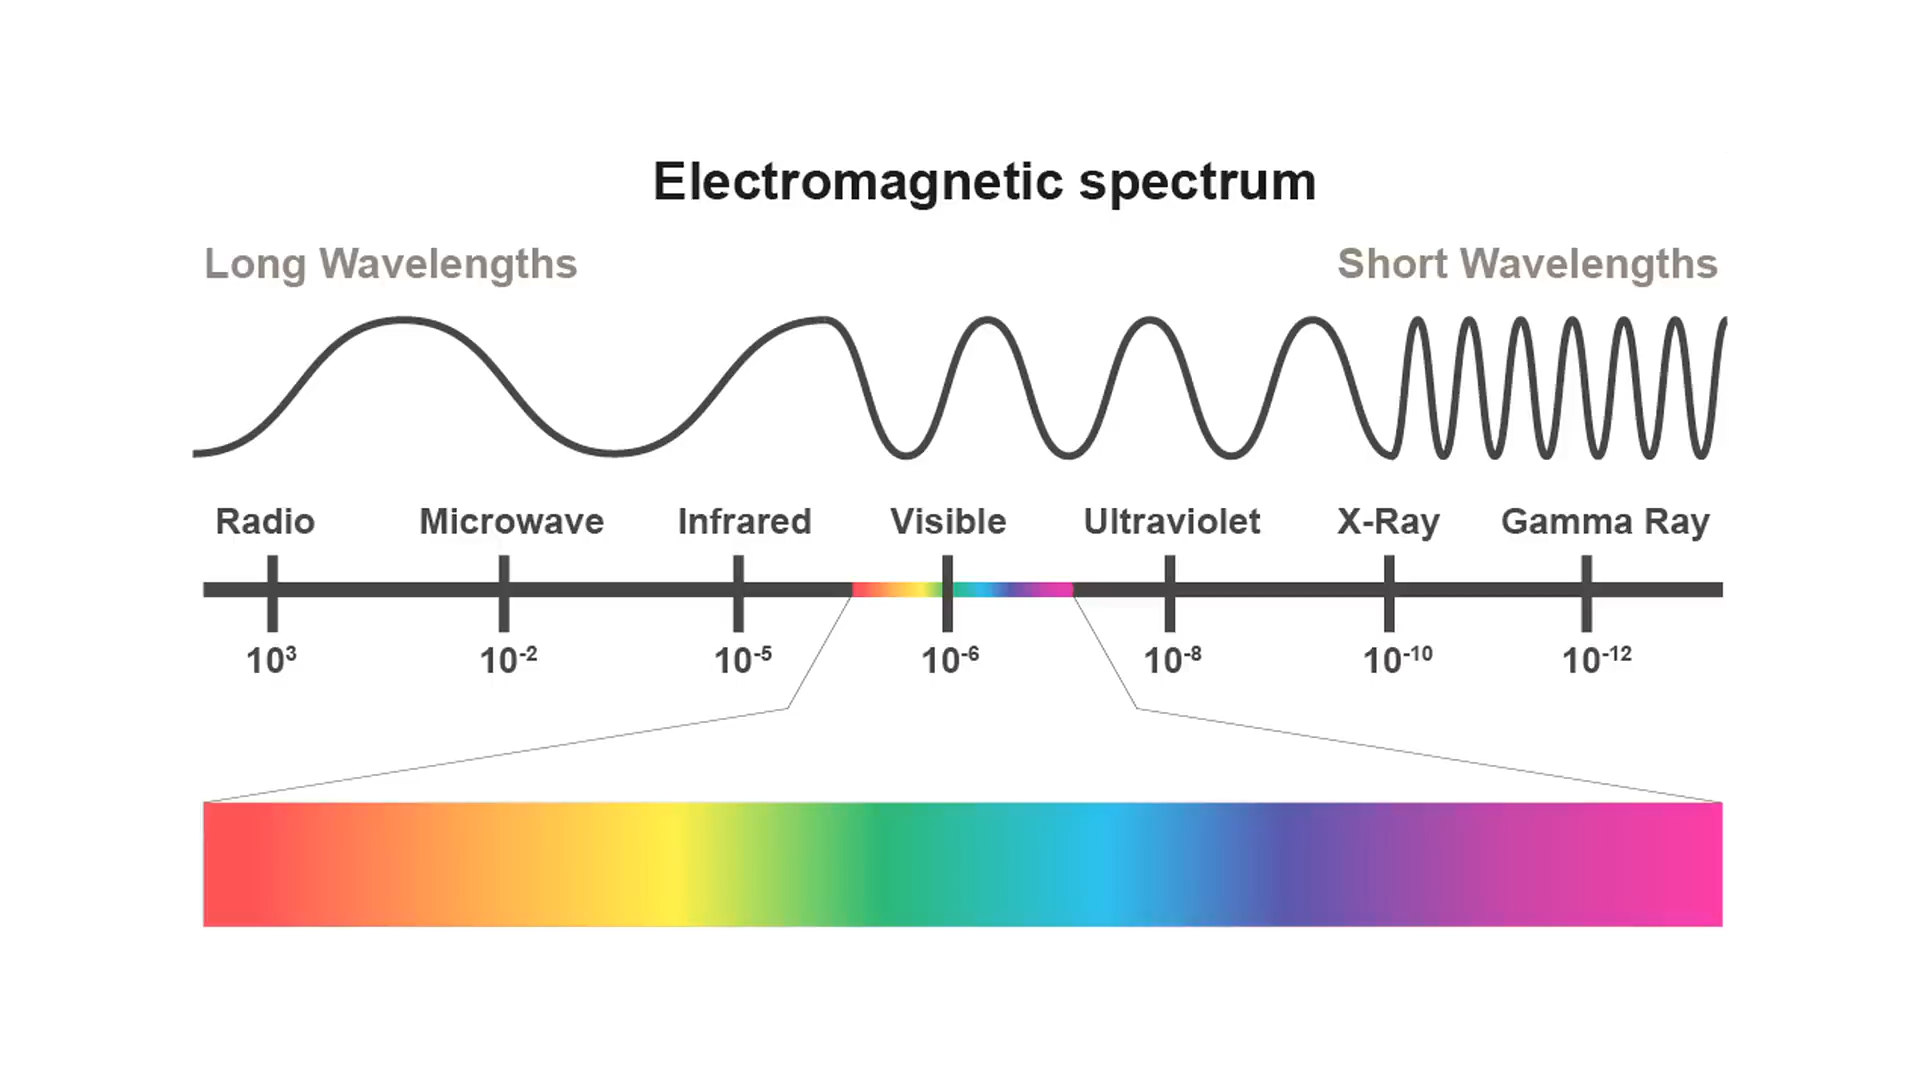 Electromagnetic spectrum
Long Wavelengths Short Wavelengths
Radio Microwave Infrared Visible Ultraviolet X-Ray Gamma Ray
10³ 10⁻² 10⁻⁵ 10⁻⁶ 10⁻⁸ 10⁻¹⁰ 10⁻¹²